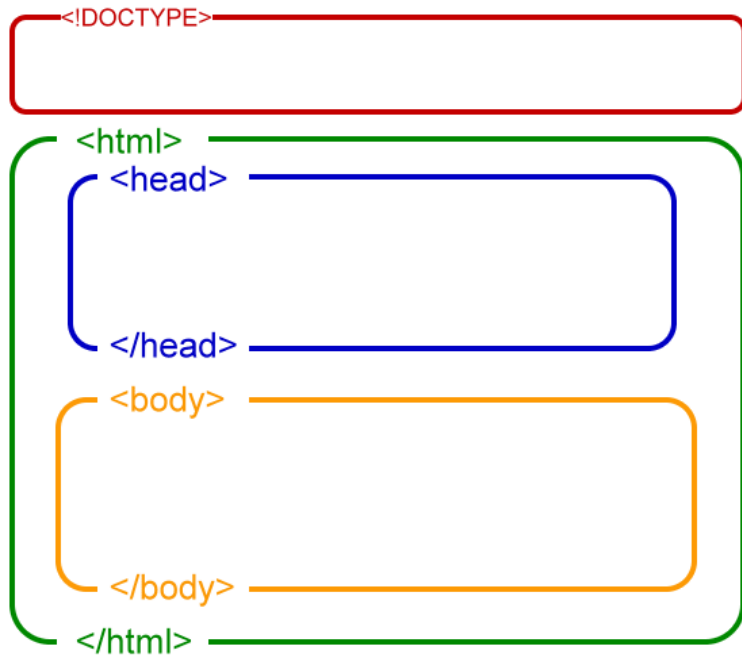 <!DOCTYPE>
<html>
<head>
</head>
<body>
</body>
</html>